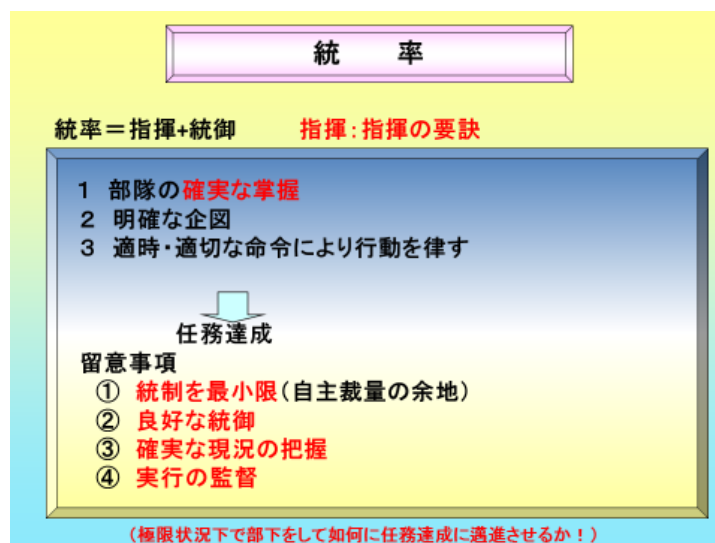 統　率
統率＝指揮+統御　　指揮：指揮の要訣
１ 部隊の確実な掌握
２ 明確な企図
３ 適時・適切な命令により行動を律す
任務達成
留意事項
① 統制を最小限（自主裁量の余地）
② 良好な統御
③ 確実な現況の把握
④ 実行の監督
（極限状況下で部下をして如何に任務達成に邁進させるか！）